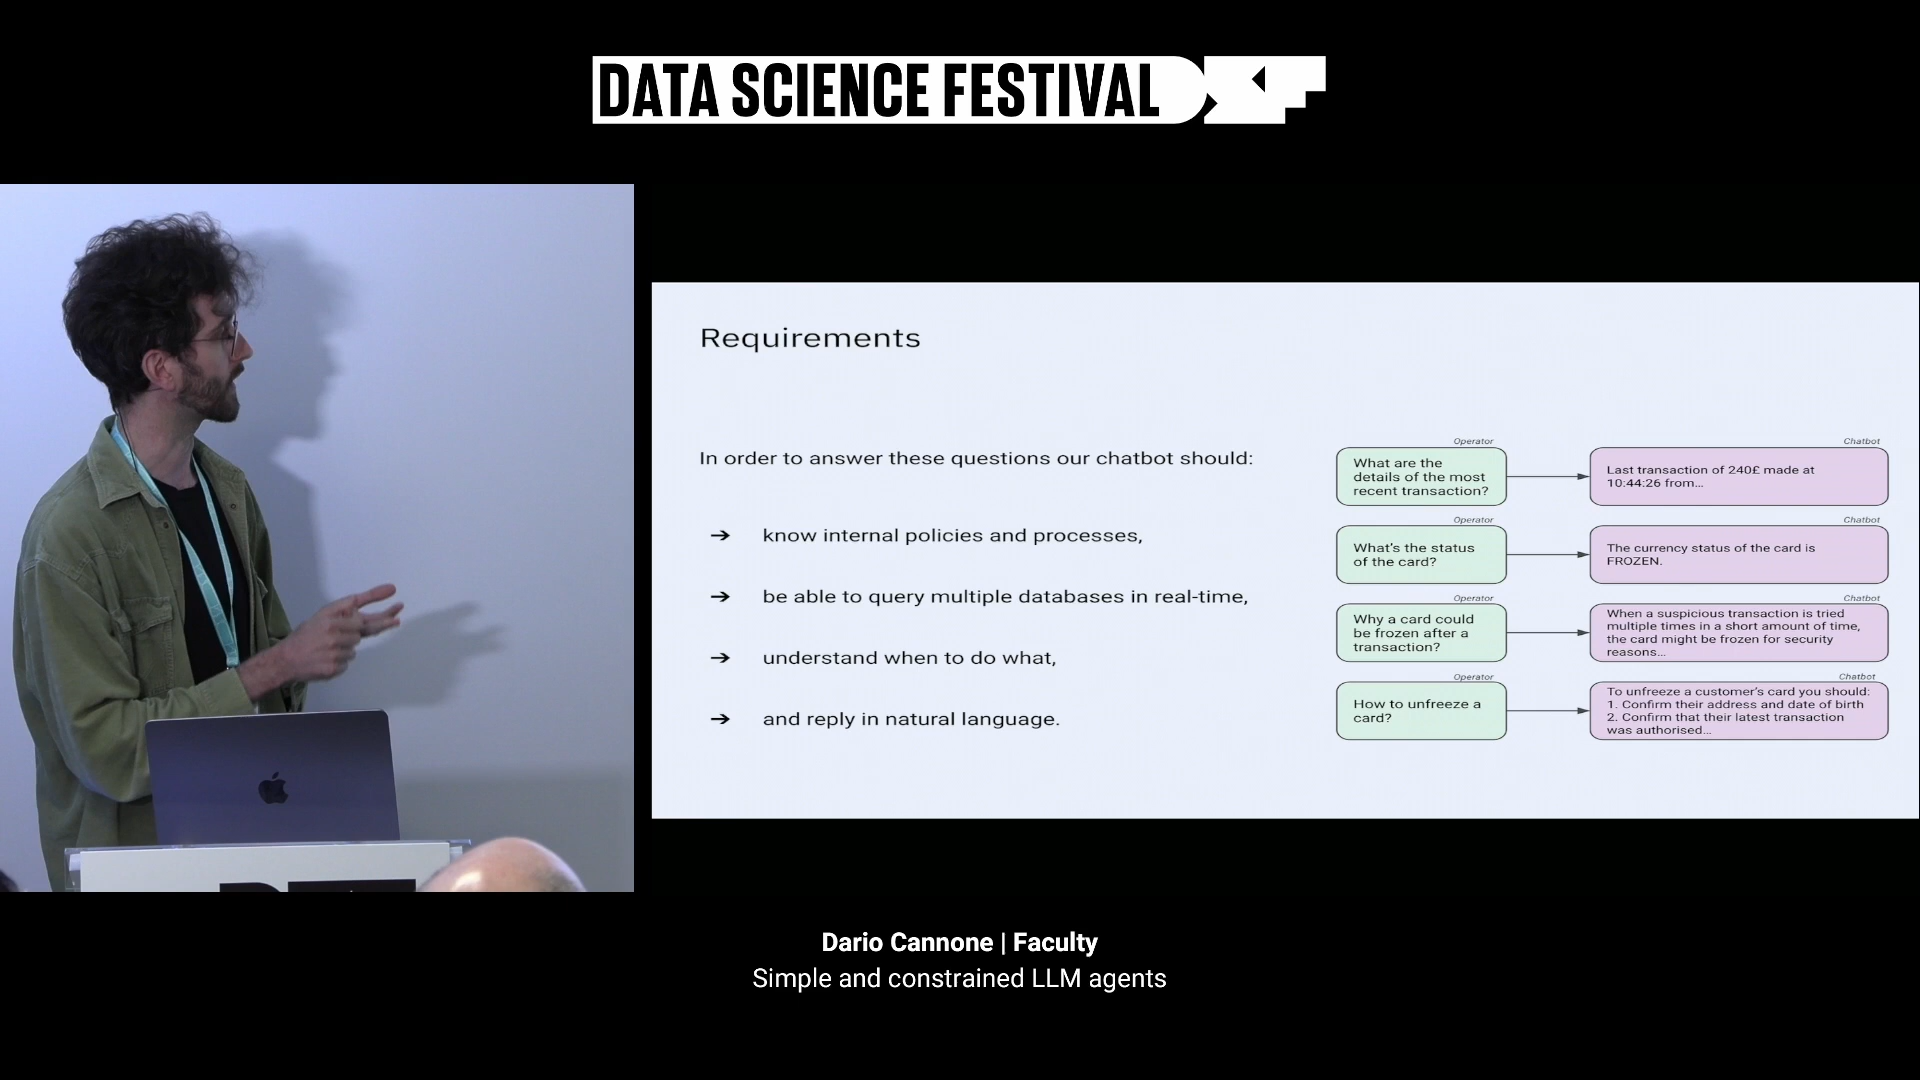 DATA SCIENCE FESTIVAL
Requirements
In order to answer these questions our chatbot should:
➔ know internal policies and processes,
➔ be able to query multiple databases in real-time,
➔ understand when to do what,
➔ and reply in natural language.
Operator
What are the
details of the most
recent transaction?
Chatbot
Last transaction of 240£ made at
10:44:26 from...
Operator
What's the status
of the card?
Chatbot
The currency status of the card is
FROZEN.
Operator
Why a card could
be frozen after a
transaction?
Chatbot
When a suspicious transaction is tried
multiple times in a short amount of time,
the card might be frozen for security
reasons...
Operator
How to unfreeze a
card?
Chatbot
To unfreeze a customer's card you should:
1. Confirm their address and date of birth
2. Confirm that their latest transaction
was authorised...
Dario Cannone | Faculty
Simple and constrained LLM agents